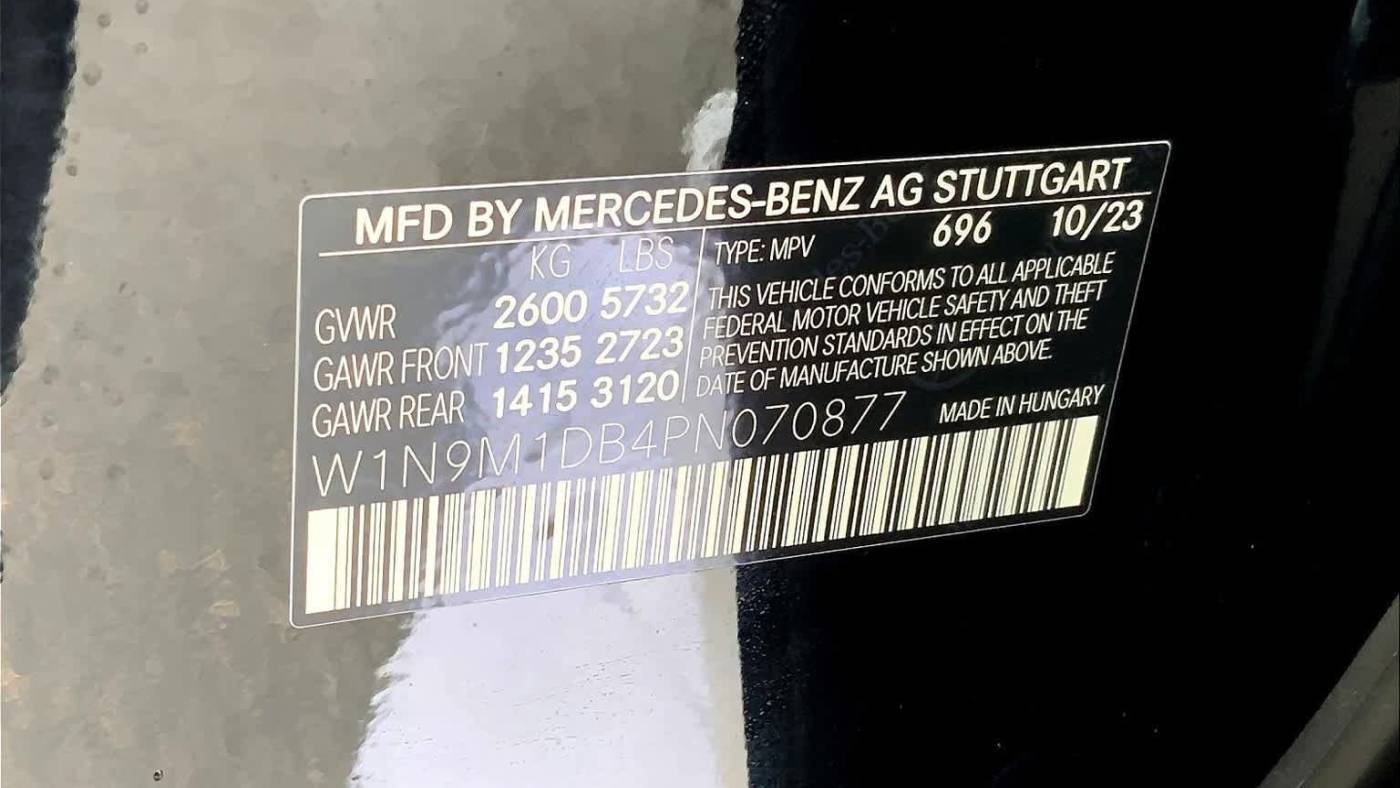 MFD BY MERCEDES-BENZ AG STUTTGART
KG LBS
GVWR 2600 5732
GAWR FRONT 1235 2723
GAWR REAR 1415 3120
TYPE: MPV 696 10/23
THIS VEHICLE CONFORMS TO ALL APPLICABLE
FEDERAL MOTOR VEHICLE SAFETY AND THEFT
PREVENTION STANDARDS IN EFFECT ON THE
DATE OF MANUFACTURE SHOWN ABOVE.
W1N9M1DB4PN070877 MADE IN HUNGARY